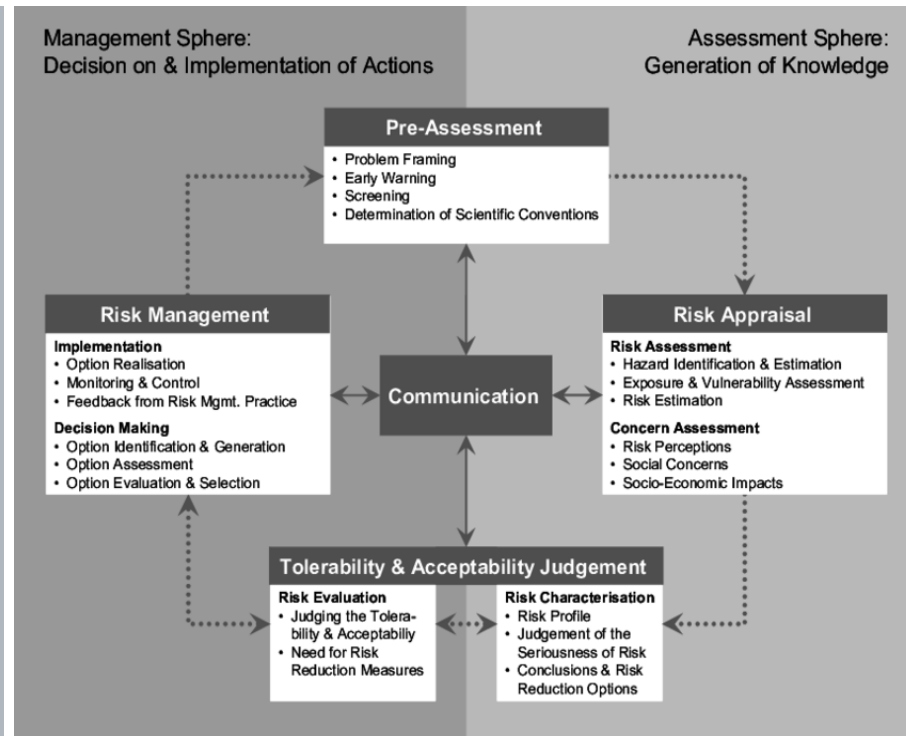 Management Sphere:
Decision on & Implementation of Actions
Assessment Sphere:
Generation of Knowledge
Pre-Assessment
• Problem Framing
• Early Warning
• Screening
• Determination of Scientific Conventions
Risk Management
Implementation
• Option Realisation
• Monitoring & Control
• Feedback from Risk Mgmt. Practice
Decision Making
• Option Identification & Generation
• Option Assessment
• Option Evaluation & Selection
Communication
Risk Appraisal
Risk Assessment
• Hazard Identification & Estimation
• Exposure & Vulnerability Assessment
• Risk Estimation
Concern Assessment
• Risk Perceptions
• Social Concerns
• Socio-Economic Impacts
Tolerability & Acceptability Judgement
Risk Evaluation
• Judging the Tolera-
bility & Acceptabiliy
• Need for Risk
Reduction Measures
Risk Characterisation
• Risk Profile
• Judgement of the
Seriousness of Risk
• Conclusions & Risk
Reduction Options